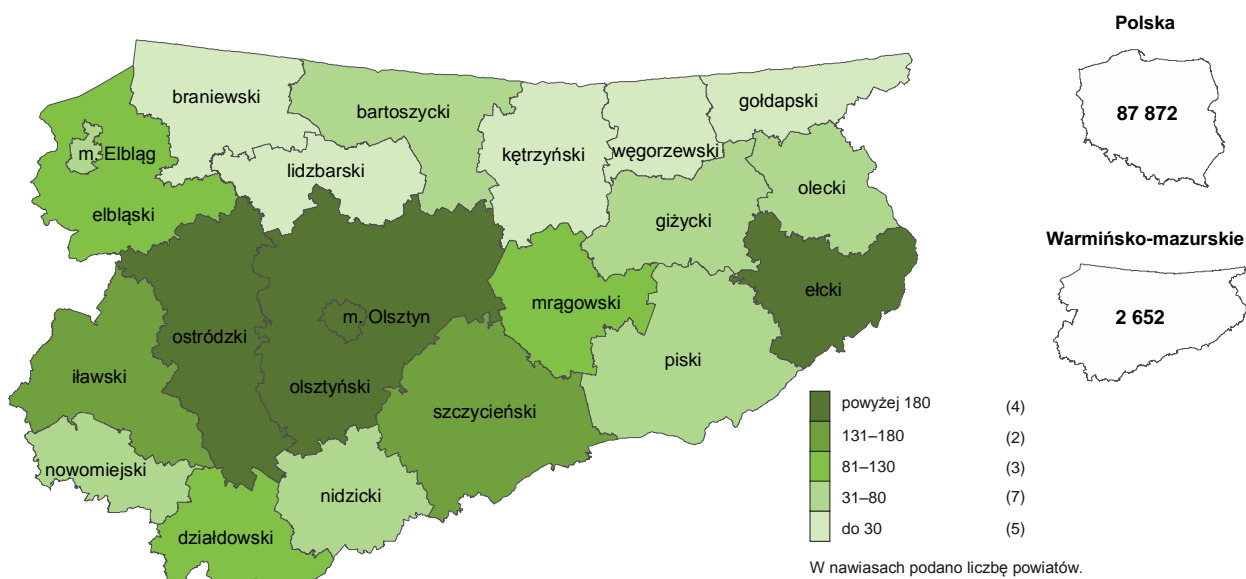 Polska
87 872
Warmińsko-mazurskie
2 652
braniewski
bartoszycki
gołdapski
m. Elbląg
kętrzyński
węgorzewski
lidzbarski
olecki
elbląski
giżycki
ełcki
mrągowski
m. Olsztyn
ostródzki
piski
iławski
olsztyński
szczycieński
nowomiejski
nidzicki
działdowski
powyżej 180 (4)
131–180 (2)
81–130 (3)
31–80 (7)
do 30 (5)
W nawiasach podano liczbę powiatów.